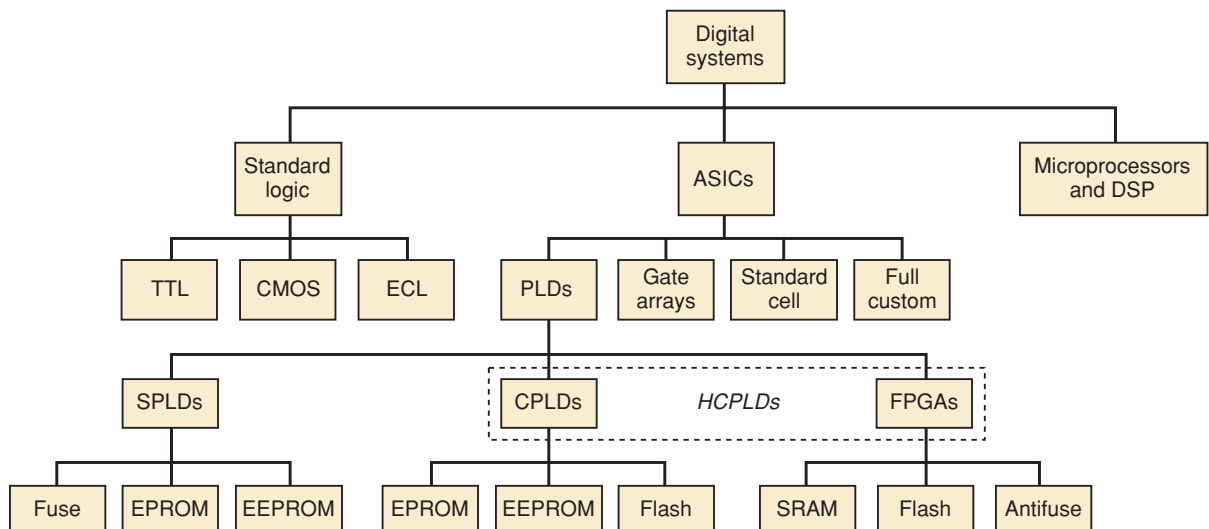 Digital
systems
Standard
logic
ASICs
Microprocessors
and DSP
TTL
CMOS
ECL
PLDs
Gate
arrays
Standard
cell
Full
custom
SPLDs
CPLDs
HCPLDs
FPGAs
Fuse
EPROM
EEPROM
EPROM
EEPROM
Flash
SRAM
Flash
Antifuse